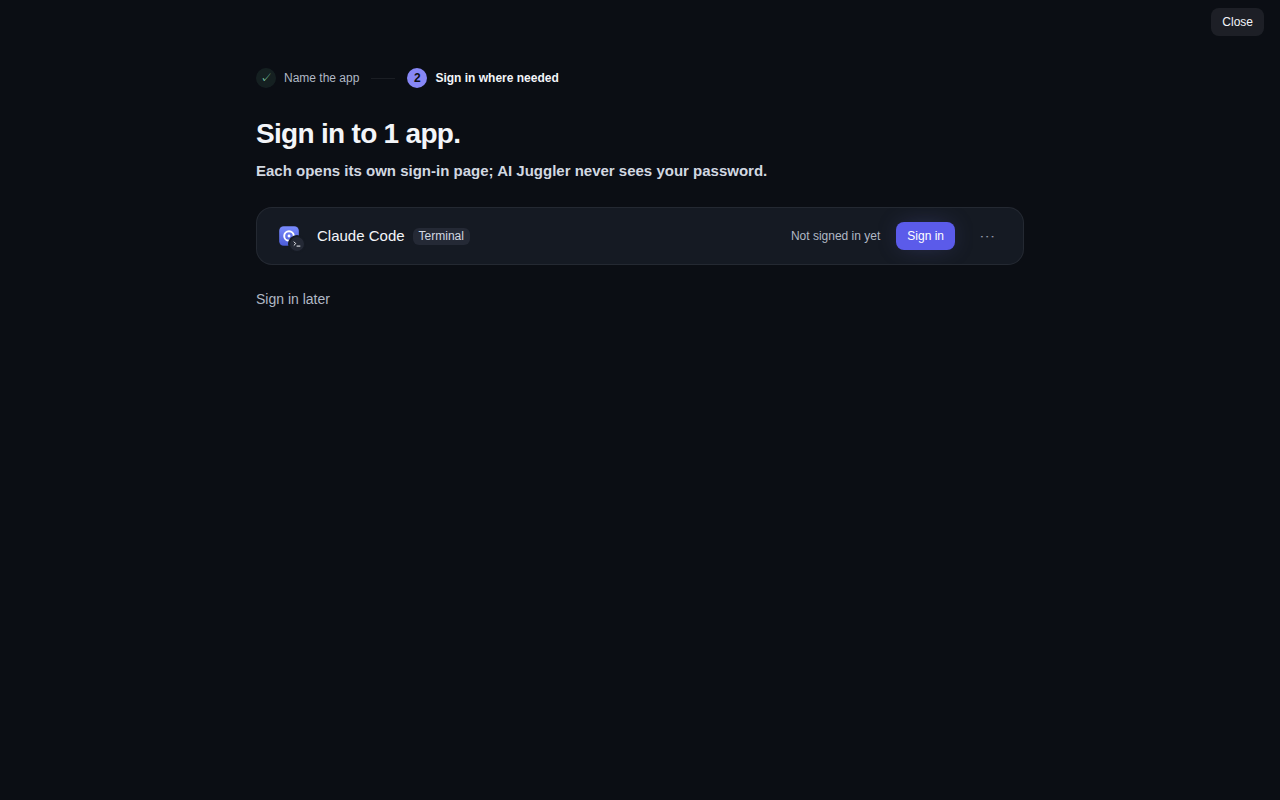 Close
✓ Name the app
2 Sign in where needed
Sign in to 1 app.
Each opens its own sign-in page; AI Juggler never sees your password.
Claude Code Terminal Not signed in yet Sign in ···
Sign in later